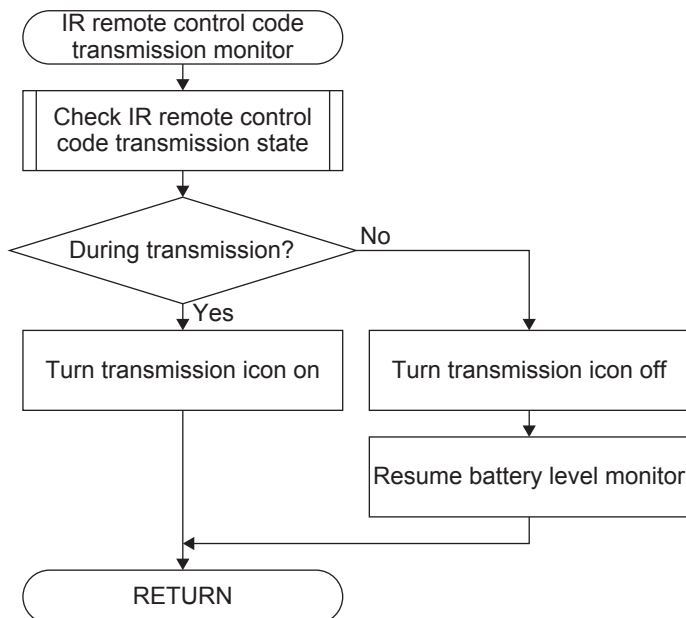 IR remote control code
transmission monitor
Check IR remote control
code transmission state
During transmission?
No
Yes
Turn transmission icon on
Turn transmission icon off
Resume battery level monitor
RETURN